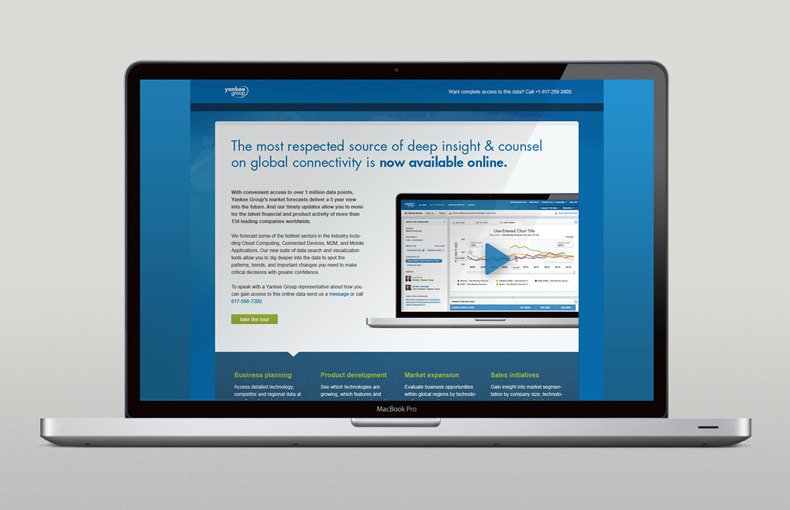 yankee
group
Want complete access to this data? Call +1-617-259-2400
The most respected source of deep insight & counsel
on global connectivity is now available online.
With convenient access to over 1 million data points,
Yankee Group's market forecasts deliver a 5 year view
into the future. And our timely updates allow you to moni-
tor the latest financial and product activity of more than
134 leading companies worldwide.
We forecast some of the hottest sectors in the industry inclu-
ding Cloud Computing, Connected Devices, M2M, and Mobile
Applications. Our new suite of data search and visualization
tools allow you to dig deeper into the data to spot the
patterns, trends, and important changes you need to make
critical decisions with greater confidence.
To speak with a Yankee Group representative about how you
can gain access to this online data send us a message or call
617-598-7200.
take the tour
User-Entered Chart Title
Business planning
Access detailed technology,
competitor and regional data at
Product development
See which technologies are
growing, which features and
Market expansion
Evaluate business opportunities
within global regions by technolo-
Sales initiatives
Gain insight into market segmen-
tation by company size, technolo-
MacBook Pro